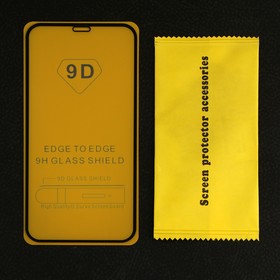 9D
EDGE TO EDGE
9H GLASS SHIELD
Screen protector accessories